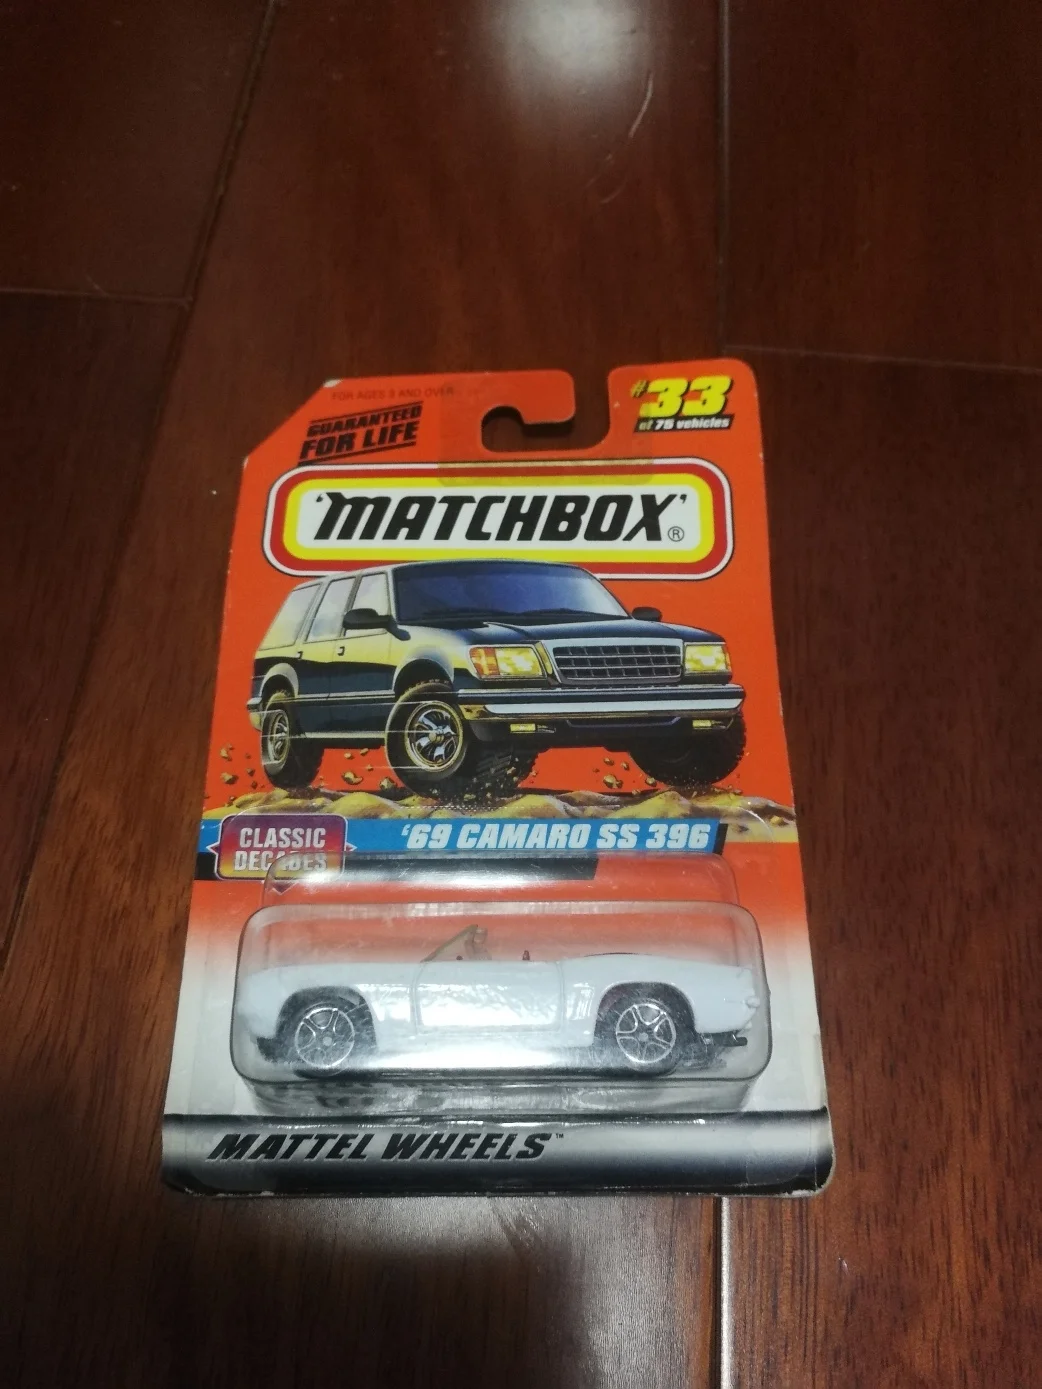 FOR AGES 3 AND OVER
GUARANTEED
FOR LIFE
#33
of 75 vehicles
'MATCHBOX'®
CLASSIC
DECADES
'69 CAMARO SS 396
MATTEL WHEELS™